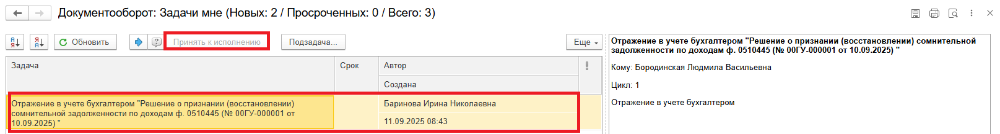 Документооборот: Задачи мне (Новых: 2 / Просроченных: 0 / Всего: 3)
Обновить
Принять к исполнению
Подзадача...
Еще
Задача
Срок
Автор
Создана
Отражение в учете бухгалтером "Решение о признании (восстановлении)
сомнительной задолженности по доходам ф. 0510445 (№ 00ГУ-000001 от
10.09.2025) "
Баринова Ирина Николаевна
11.09.2025 08:43
Отражение в учете бухгалтером "Решение о признании (восстановлении) сомнительной
задолженности по доходам ф. 0510445 (№ 00ГУ-000001 от 10.09.2025) "
Кому: Бородинская Людмила Васильевна
Цикл: 1
Отражение в учете бухгалтером